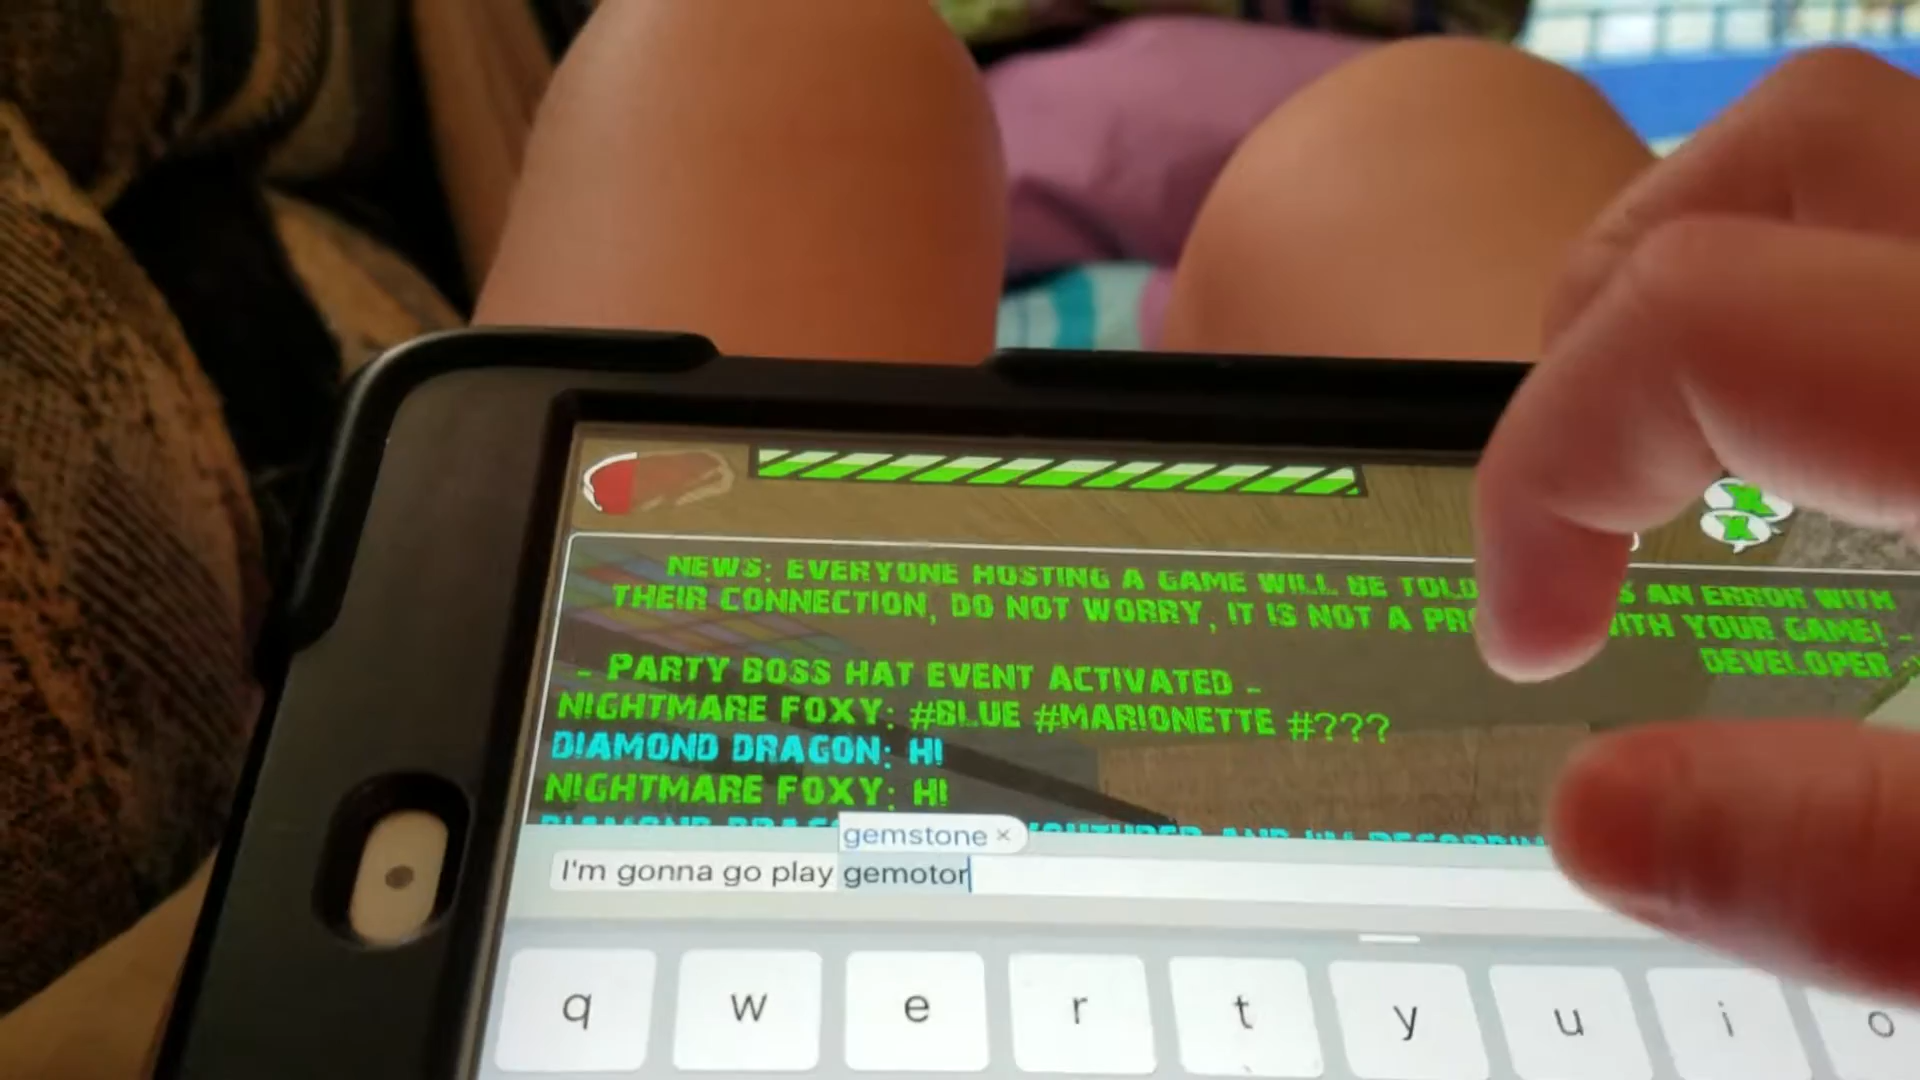 NEWS: EVERYONE HOSTING A GAME WILL BE TOLD S AN ERROR WITH
THEIR CONNECTION, DO NOT WORRY, IT IS NOT A PR WITH YOUR GAME! -
DEVELOPER
- PARTY BOSS HAT EVENT ACTIVATED -
NIGHTMARE FOXY: #BLUE #MARIONETTE #???
DIAMOND DRAGON: HI
NIGHTMARE FOXY: HI
gemstone ×
I'm gonna go play gemotor
q w e r t y u i o